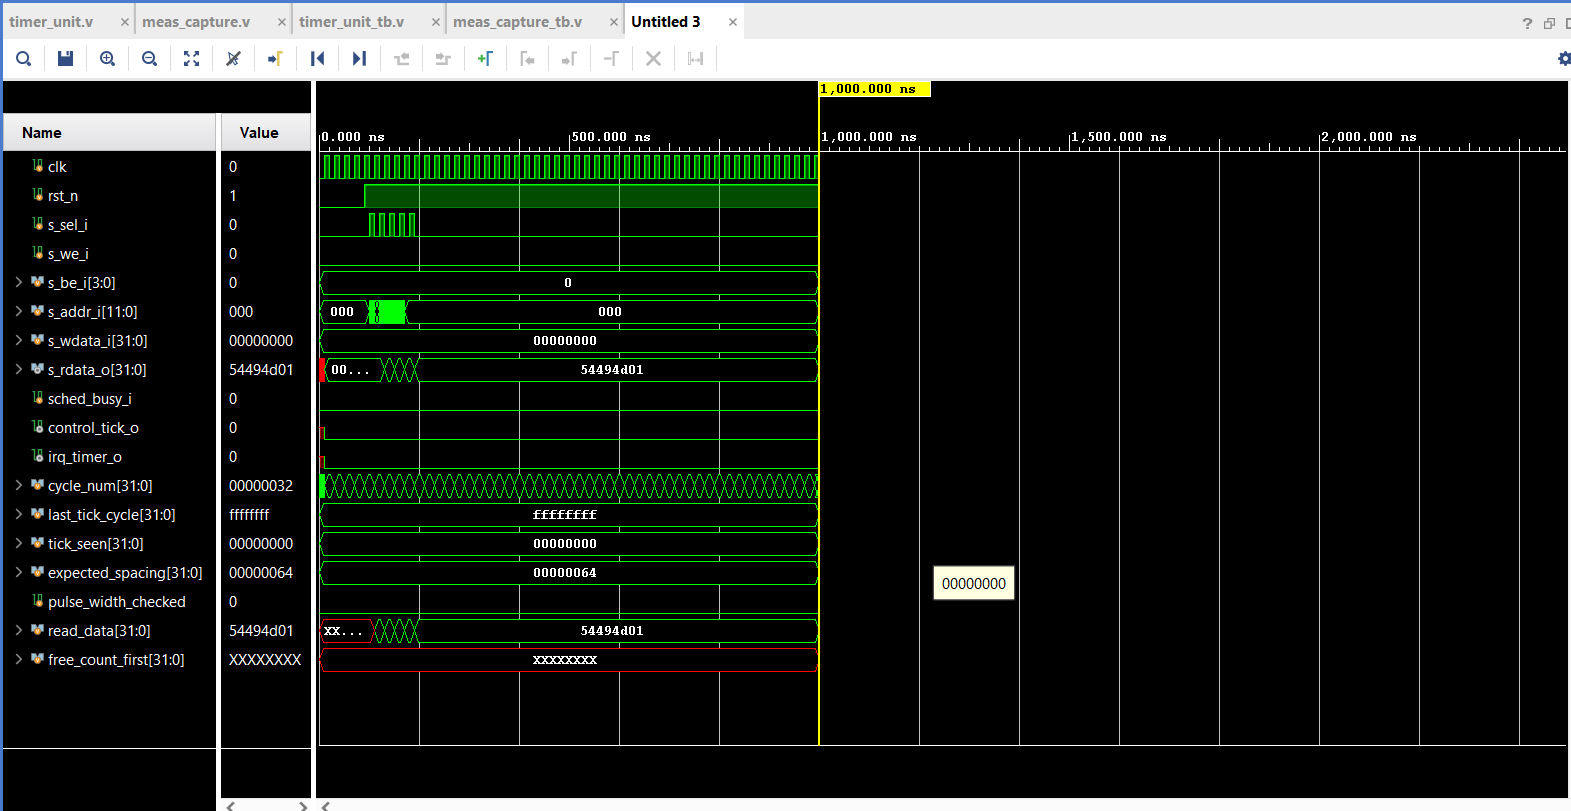 timer_unit.v × meas_capture.v × timer_unit_tb.v × meas_capture_tb.v × Untitled 3 ×
1,000.000 ns
Name Value 0.000 ns 500.000 ns 1,000.000 ns 1,500.000 ns 2,000.000 ns
clk 0
rst_n 1
s_sel_i 0
s_we_i 0
s_be_i[3:0] 0 0
s_addr_i[11:0] 000 000 000
s_wdata_i[31:0] 00000000 00000000
s_rdata_o[31:0] 54494d01 00... 54494d01
sched_busy_i 0
control_tick_o 0
irq_timer_o 0
cycle_num[31:0] 00000032
last_tick_cycle[31:0] ffffffff ffffffff
tick_seen[31:0] 00000000 00000000
expected_spacing[31:0] 00000064 00000064
00000000
pulse_width_checked 0
read_data[31:0] 54494d01 XX... 54494d01
free_count_first[31:0] XXXXXXXX XXXXXXXX